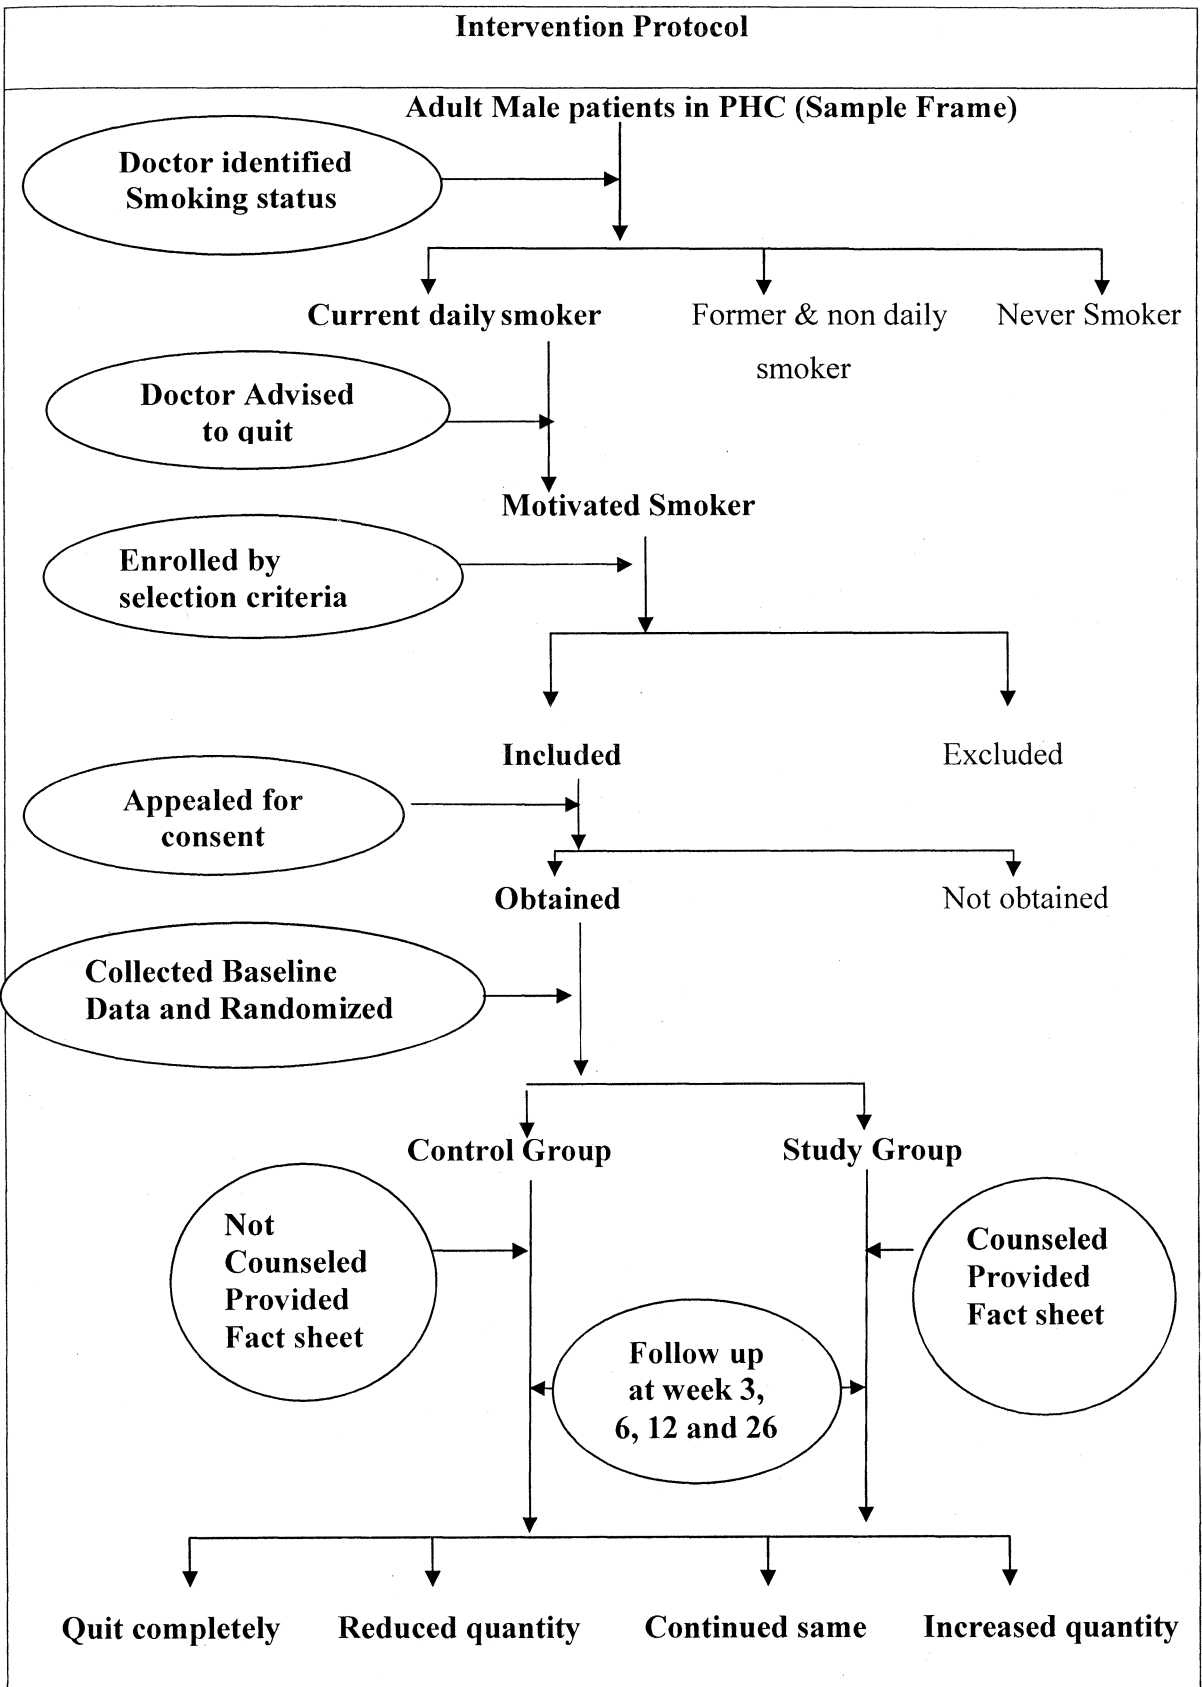 Intervention Protocol
Adult Male patients in PHC (Sample Frame)
Doctor identified
Smoking status
Current daily smoker
Former & non daily
smoker
Never Smoker
Doctor Advised
to quit
Motivated Smoker
Enrolled by
selection criteria
Included
Excluded
Appealed for
consent
Obtained
Not obtained
Collected Baseline
Data and Randomized
Control Group
Study Group
Not
Counseled
Provided
Fact sheet
Counseled
Provided
Fact sheet
Follow up
at week 3,
6, 12 and 26
Quit completely
Reduced quantity
Continued same
Increased quantity